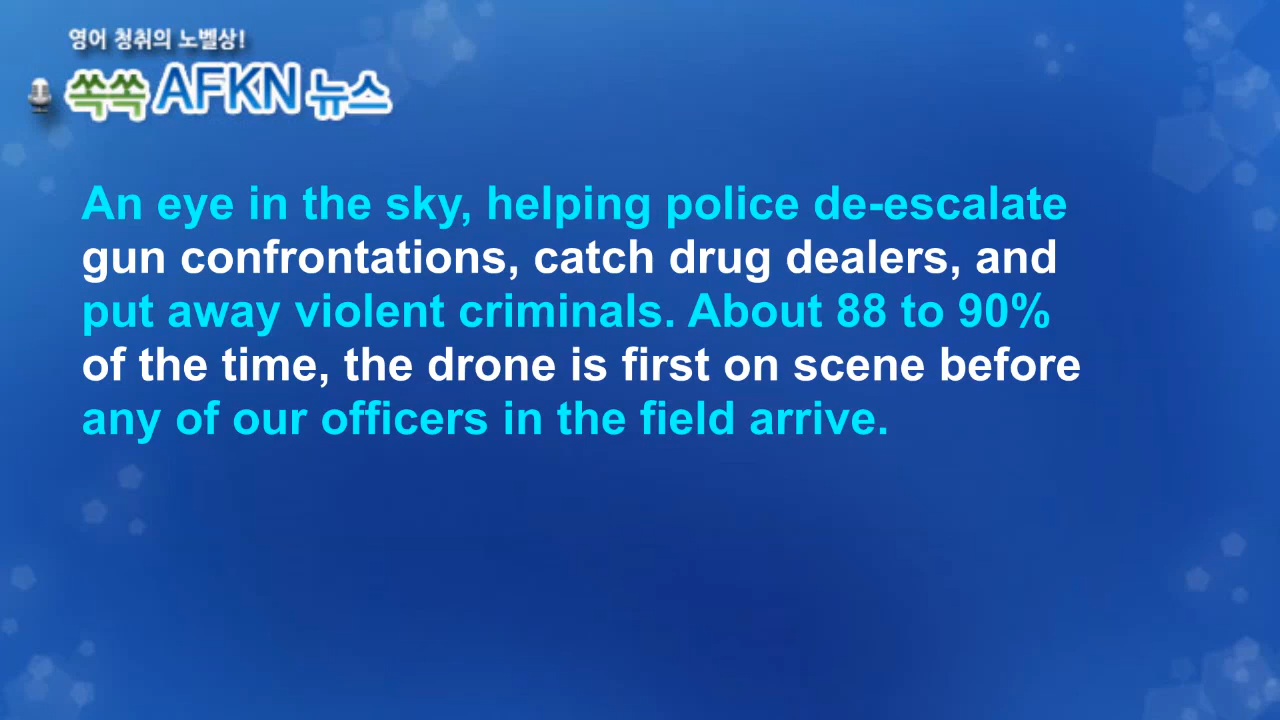 영어 청취의 노벨상!
쏙쏙 AFKN 뉴스
An eye in the sky, helping police de-escalate
gun confrontations, catch drug dealers, and
put away violent criminals. About 88 to 90%
of the time, the drone is first on scene before
any of our officers in the field arrive.